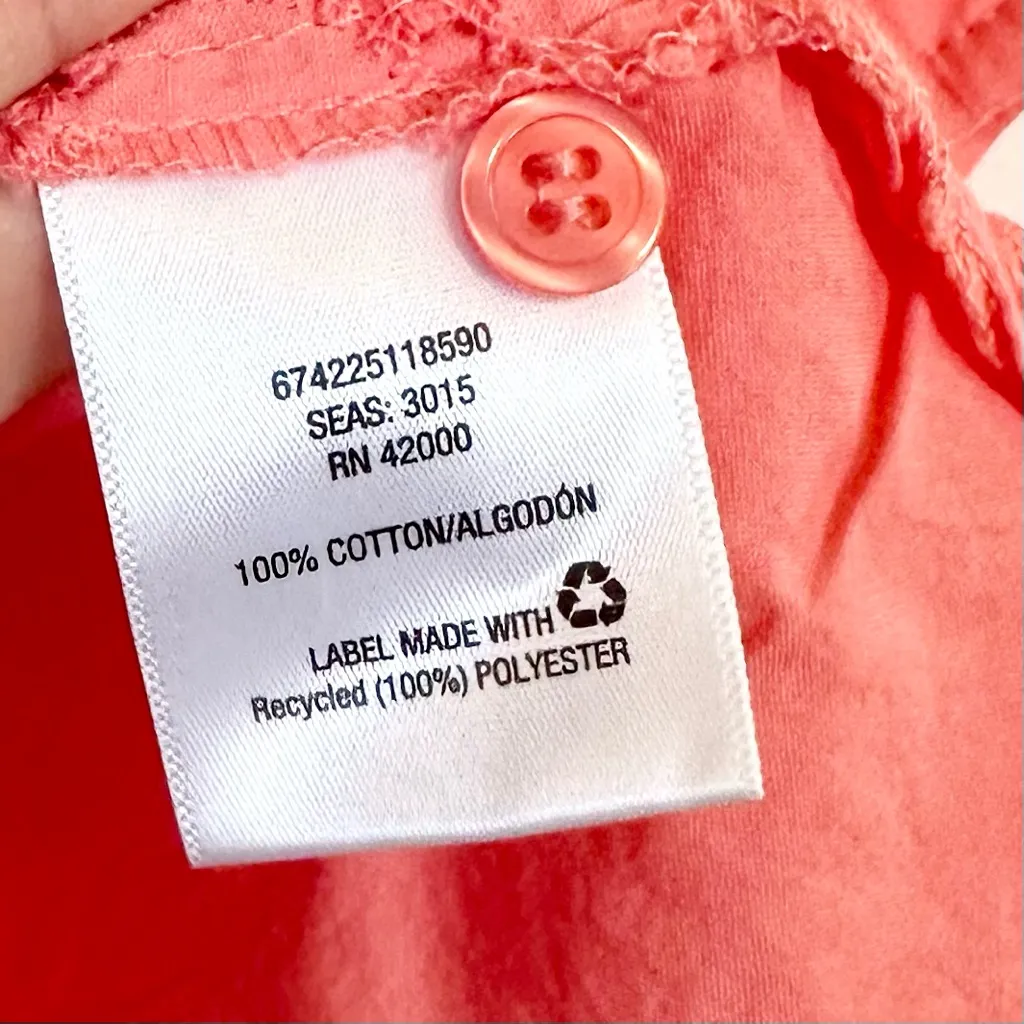 674225118590
SEAS: 3015
RN 42000
100% COTTON/ALGODÓN
LABEL MADE WITH
Recycled (100%) POLYESTER